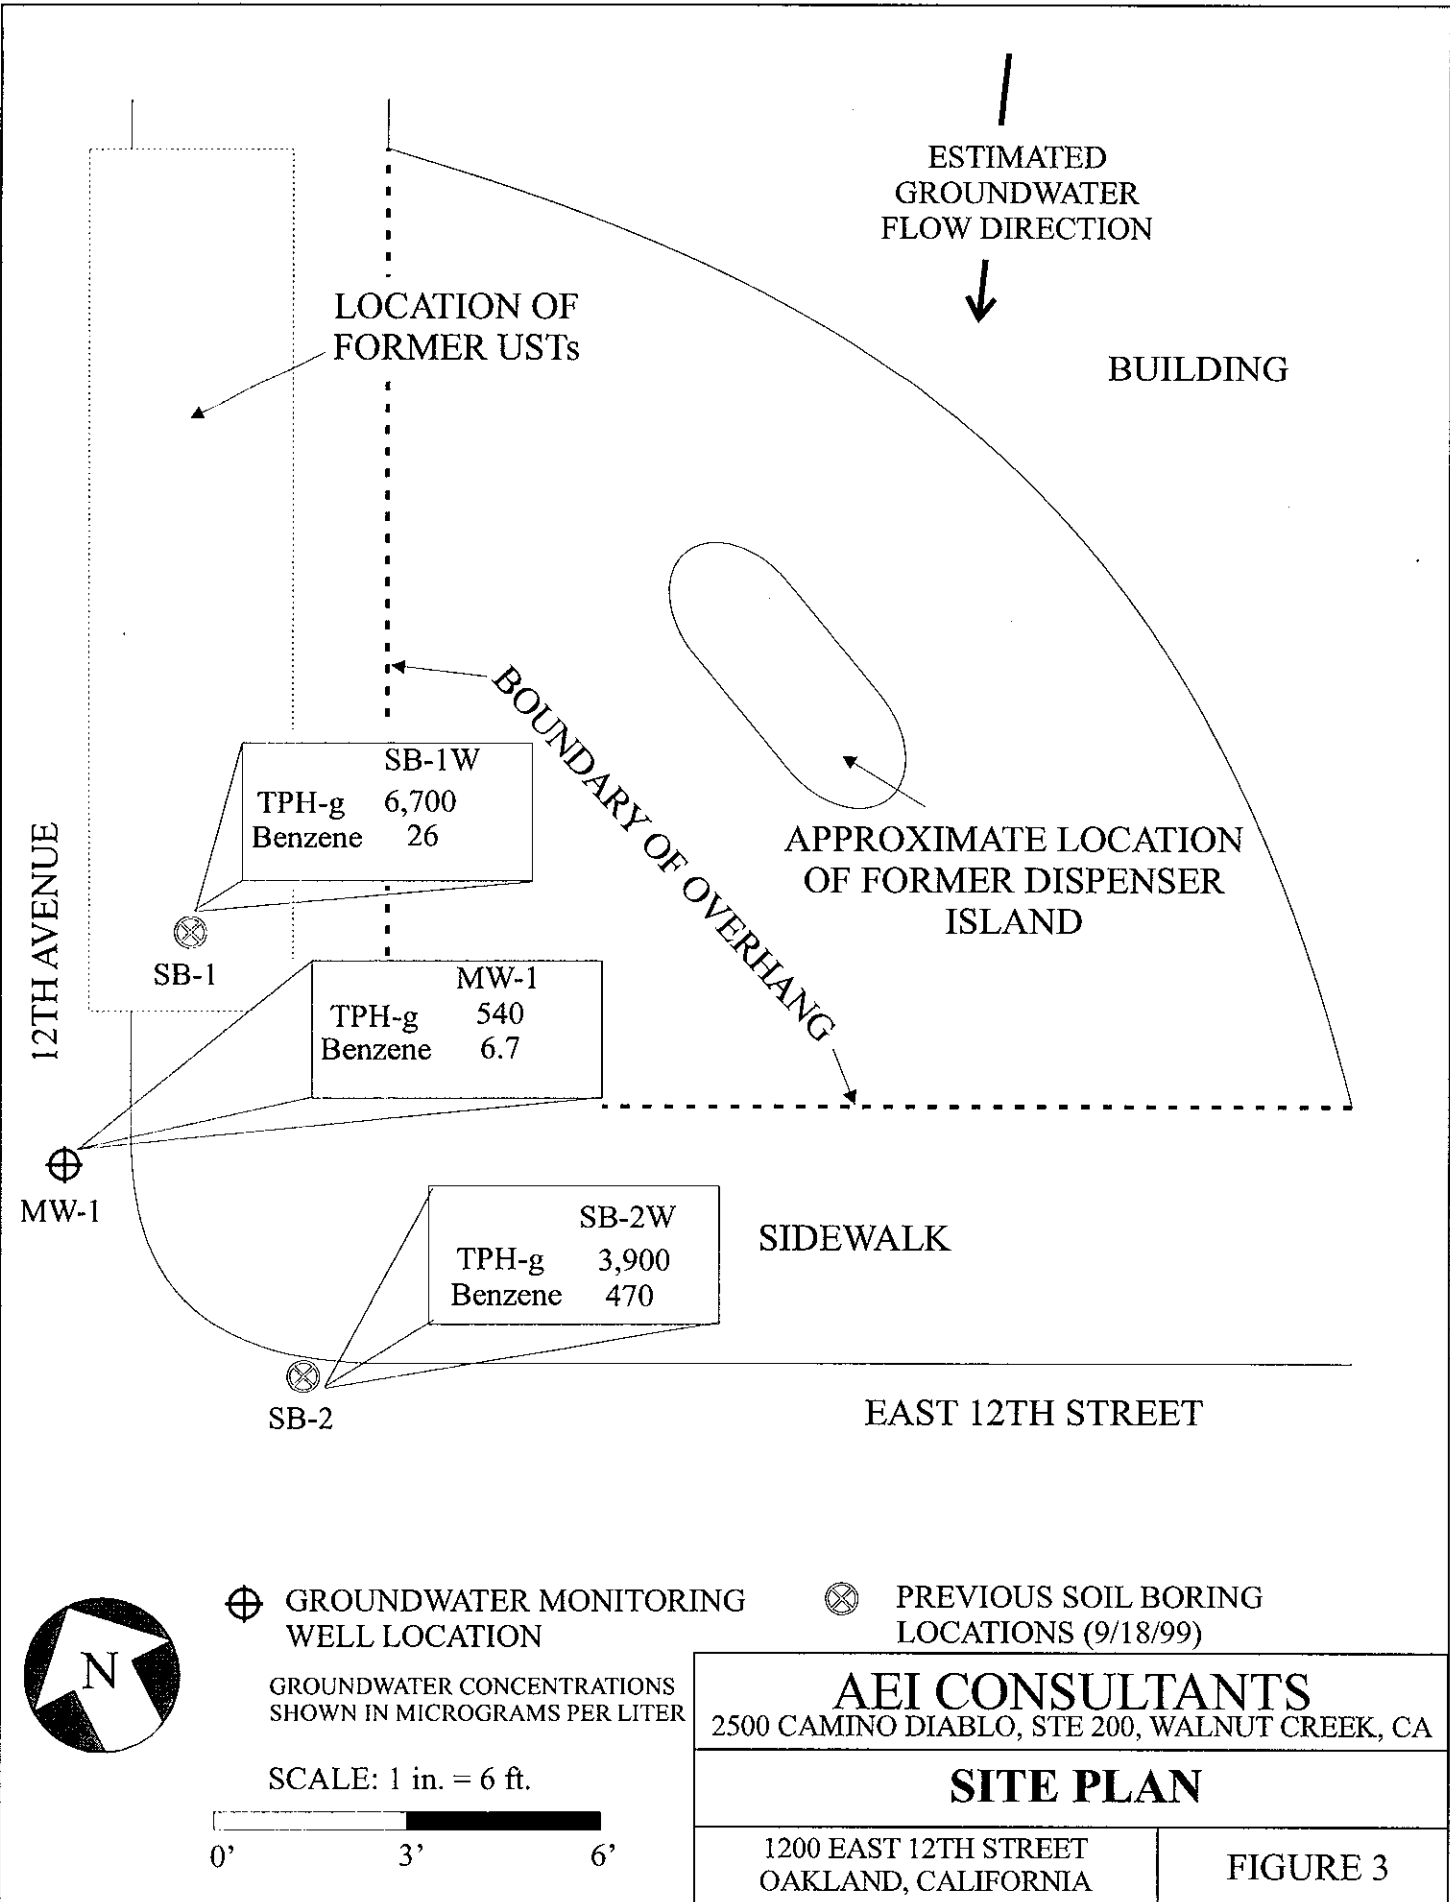 ESTIMATED
GROUNDWATER
FLOW DIRECTION
LOCATION OF
FORMER USTs
BUILDING
BOUNDARY OF OVERHANG
SB-1W
TPH-g 6,700
Benzene 26
APPROXIMATE LOCATION
OF FORMER DISPENSER
ISLAND
12TH AVENUE
SB-1
MW-1
TPH-g 540
Benzene 6.7
MW-1
SB-2W
TPH-g 3,900
Benzene 470
SIDEWALK
SB-2
EAST 12TH STREET
N
GROUNDWATER MONITORING
WELL LOCATION
PREVIOUS SOIL BORING
LOCATIONS (9/18/99)
GROUNDWATER CONCENTRATIONS
SHOWN IN MICROGRAMS PER LITER
SCALE: 1 in. = 6 ft.
0' 3' 6'
AEI CONSULTANTS
2500 CAMINO DIABLO, STE 200, WALNUT CREEK, CA
SITE PLAN
1200 EAST 12TH STREET
OAKLAND, CALIFORNIA
FIGURE 3